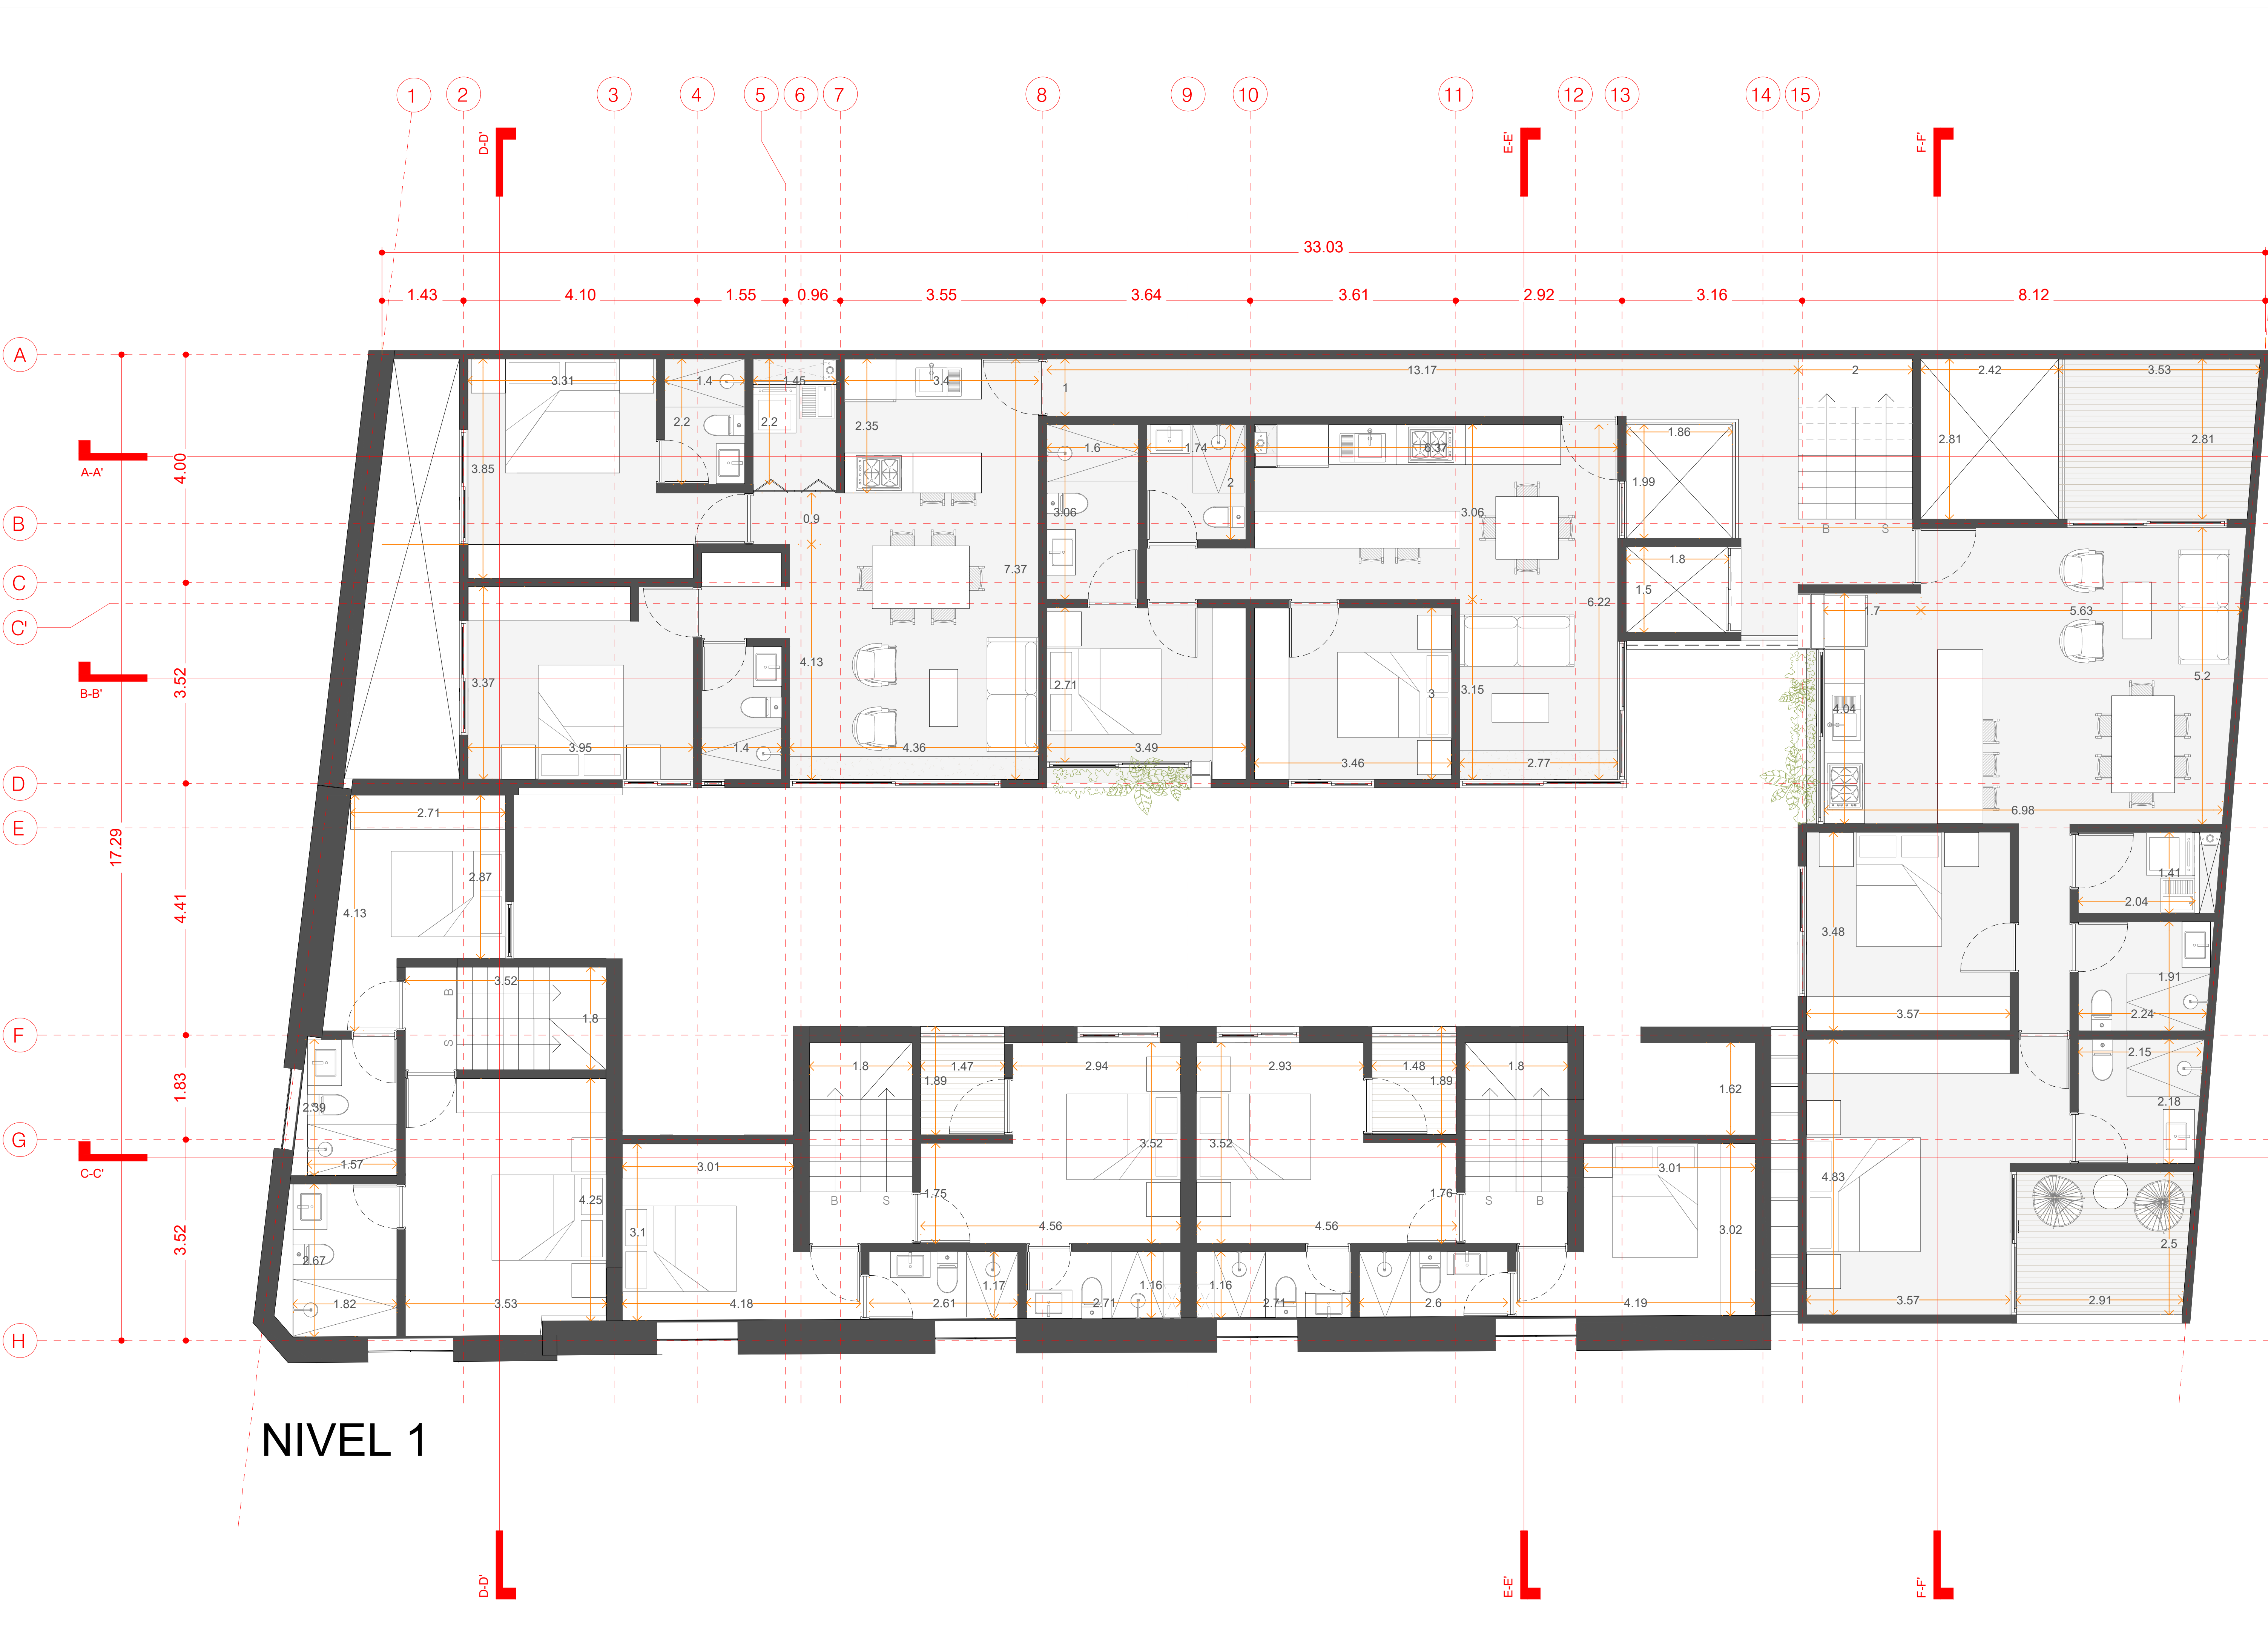 1 2 3 4 5 6 7 8 9 10 11 12 13 14 15
D-D' E-E' F-F'
33.03
1.43 4.10 1.55 0.96 3.55 3.64 3.61 2.92 3.16 8.12
A
3.31 1.4 1.45 3.4 1 13.17 2 2.42 3.53
2.2 2.2 2.35 1.86 2.81 2.81
A-A' 4.00 3.85 1.6 1.74 6.37
2 1.99
B 0.9 3.06 3.06 B S
C 7.37 1.8
1.5 6.22 1.7 5.63
C'
B-B' 3.52 3.37 4.13 2.71 3 3.15 5.2
4.04
3.95 1.4 4.36 3.49 3.46 2.77
D
2.71 6.98
E
17.29 2.87 1.41
4.41 4.13 2.04
3.48
3.52 B 1.91
1.8 3.57 2.24
F S
1.8 1.47 2.94 2.93 1.48 1.8 2.15
1.83 1.89 1.89 1.62
2.39 2.18
G 3.52 3.52
C-C' 1.57 3.01 3.01 4.83
4.25 B S 1.75 1.76 S B
3.52 3.1 4.56 4.56 3.02 2.5
2.67 1.17 1.16 1.16
1.82 3.53 4.18 2.61 2.71 2.71 2.6 4.19 3.57 2.91
H
NIVEL 1
D-D' E-E' F-F'